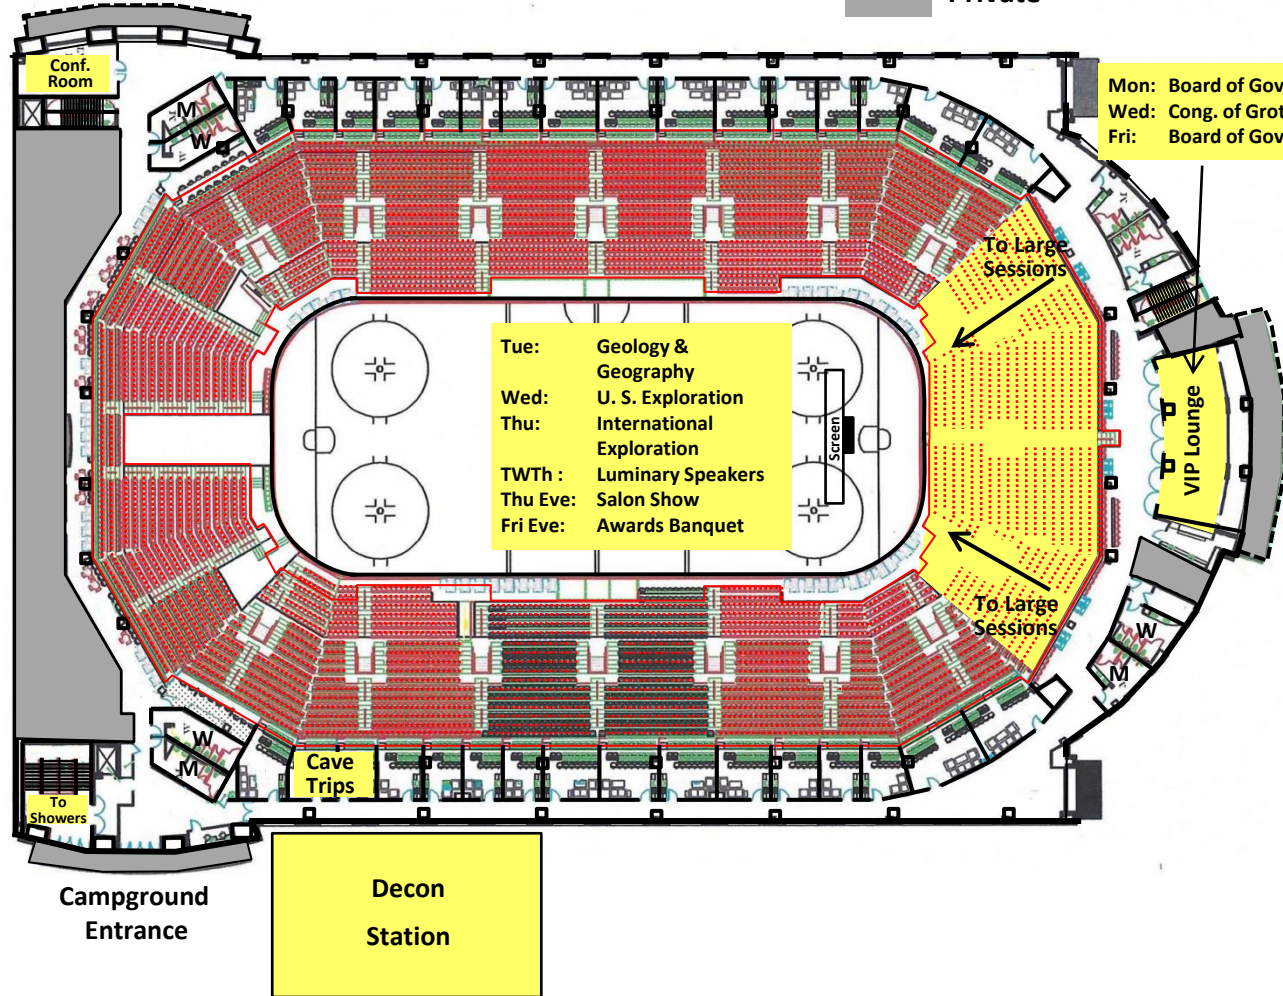 Private
Conf.
Room
M
W
Mon: Board of Gov
Wed: Cong. of Grot
Fri: Board of Gov
To Large
Sessions
Tue: Geology &
Geography
Wed: U. S. Exploration
Thu: International
Exploration
TWTh : Luminary Speakers
Thu Eve: Salon Show
Fri Eve: Awards Banquet
Screen
VIP Lounge
To Large
Sessions
W
M
W
M
Cave
Trips
To
Showers
Campground
Entrance
Decon
Station